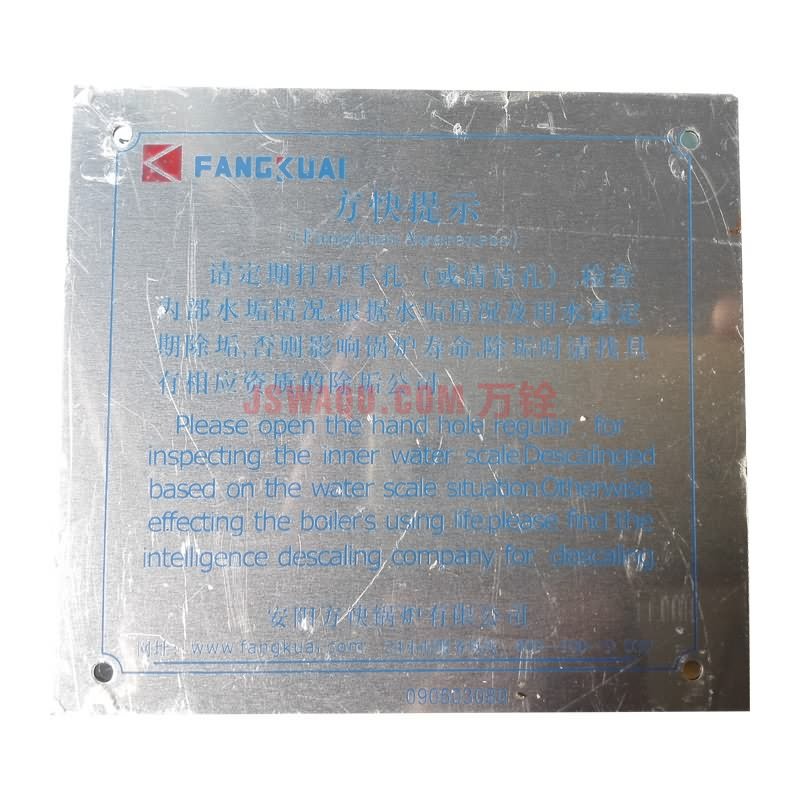 FANGKUAI
方快提示
(Fangkuai Awareness)
请定期打开手孔(或清洁孔),检查
内部水垢情况,根据水垢情况及用水量定
期除垢,否则影响锅炉寿命,除垢时请找具
有相应资质的除垢公司
JSWAQU.COM 万铨
Please open the hand hole regular for
inspecting the inner water scale.Descalinged
based on the water scale situation.Otherwise
effecting the boiler's using life,please find the
intelligence descaling company for descaling
安阳方快锅炉有限公司
网址: www.fangkuai.com 24小时服务